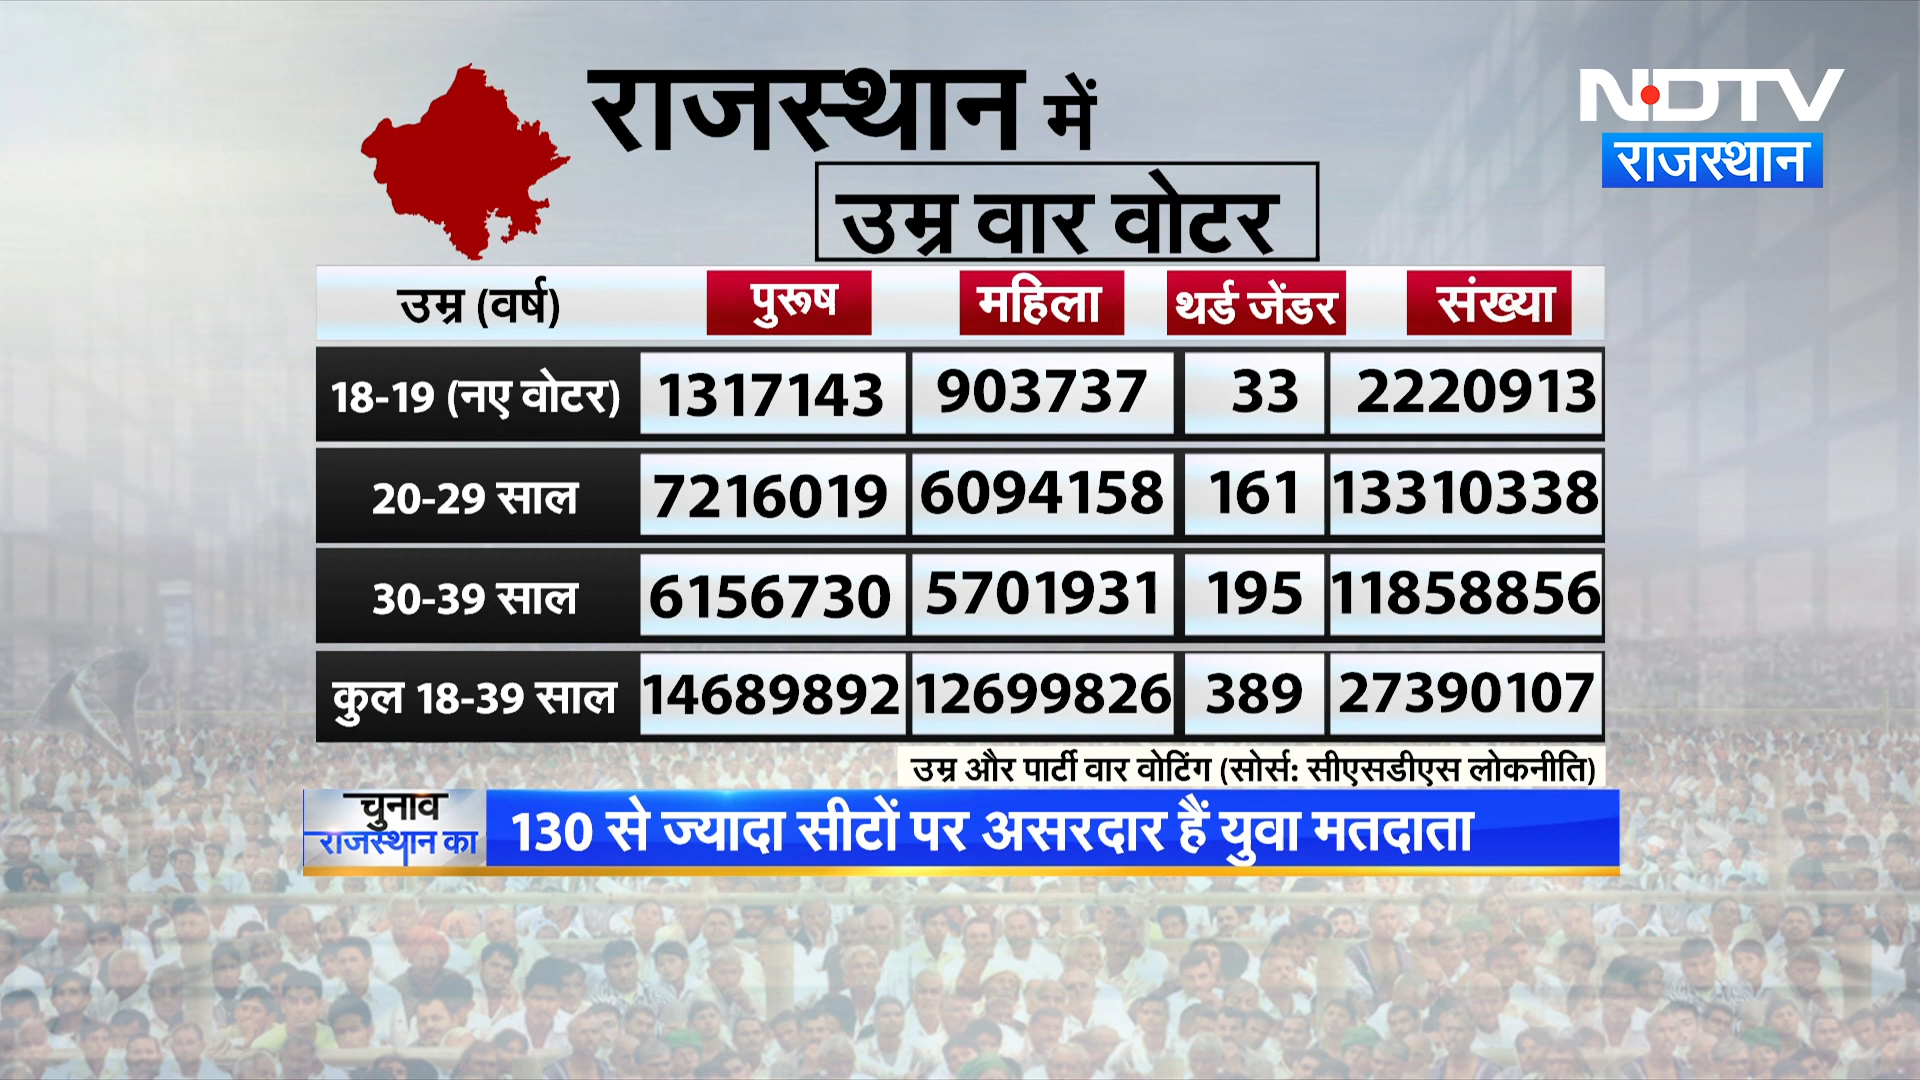 राजस्थान में
उम्र वार वोटर
NDTV
राजस्थान
उम्र (वर्ष) पुरूष महिला थर्ड जेंडर संख्या
18-19 (नए वोटर) 1317143 903737 33 2220913
20-29 साल 7216019 6094158 161 13310338
30-39 साल 6156730 5701931 195 11858856
कुल 18-39 साल 14689892 12699826 389 27390107
उम्र और पार्टी वार वोटिंग (सोर्स: सीएसडीएस लोकनीति)
चुनाव
राजस्थान का
130 से ज्यादा सीटों पर असरदार हैं युवा मतदाता